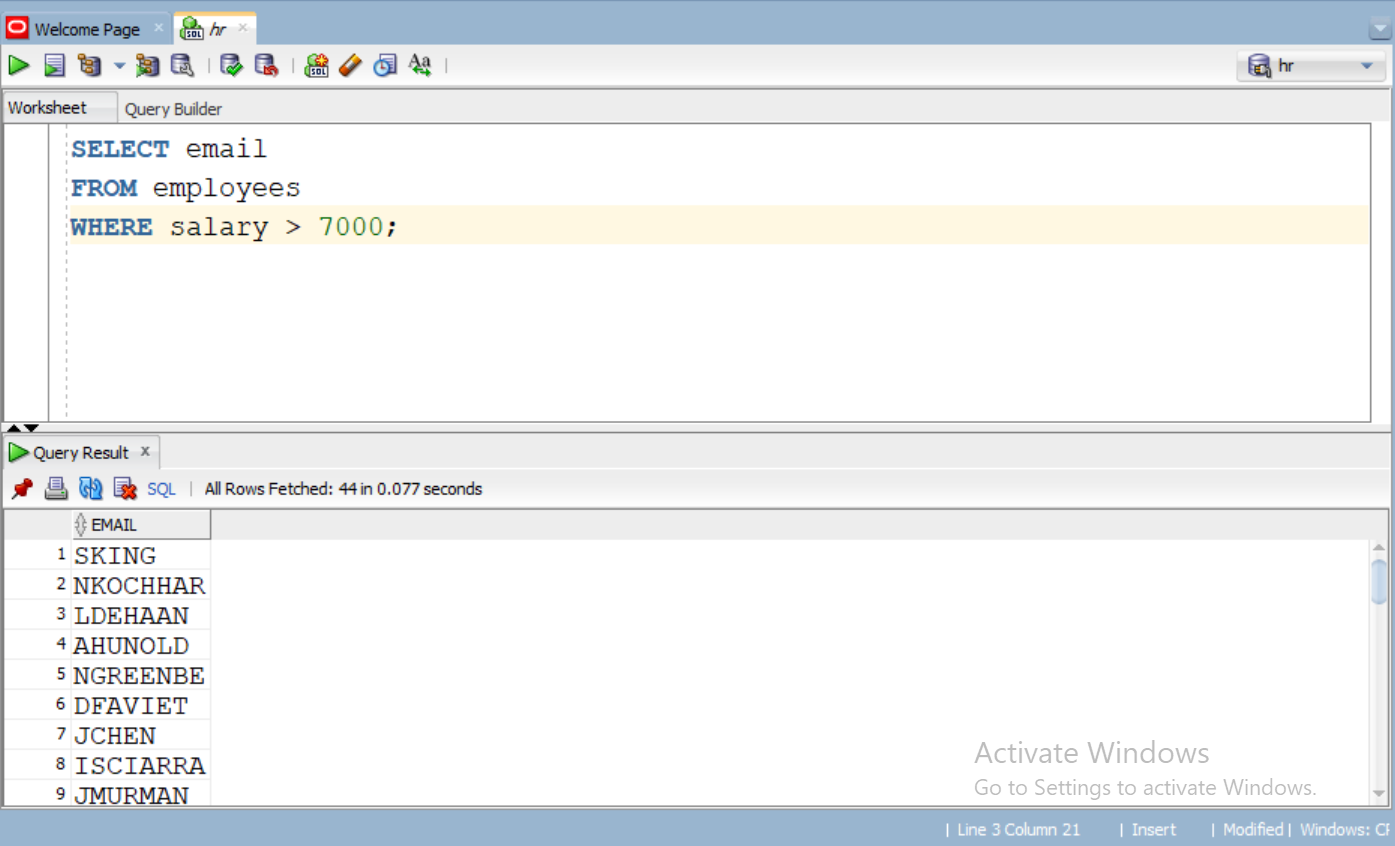 Welcome Page × hr ×
hr
Worksheet Query Builder
SELECT email
FROM employees
WHERE salary > 7000;
Query Result x
SQL | All Rows Fetched: 44 in 0.077 seconds
EMAIL
1 SKING
2 NKOCHHAR
3 LDEHAAN
4 AHUNOLD
5 NGREENBE
6 DFAVIET
7 JCHEN
8 ISCIARRA
9 JMURMAN
Activate Windows
Go to Settings to activate Windows.
| Line 3 Column 21 | Insert | Modified | Windows: